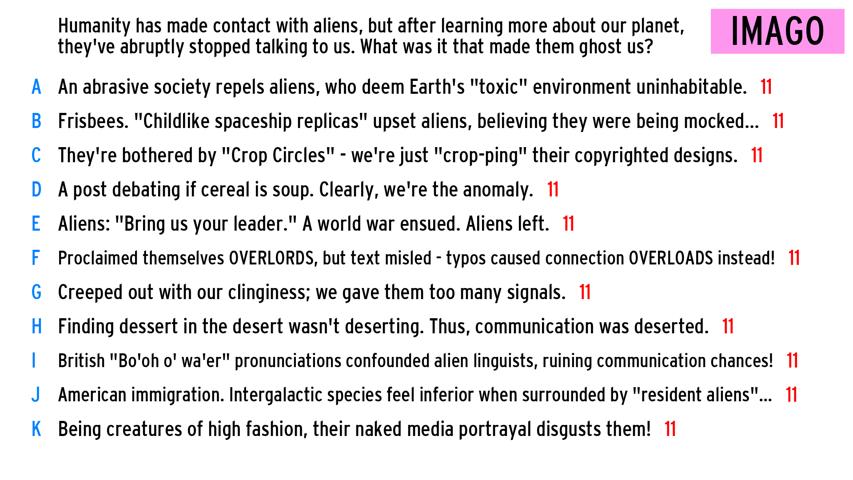 Humanity has made contact with aliens, but after learning more about our planet,
they've abruptly stopped talking to us. What was it that made them ghost us?
IMAGO
A An abrasive society repels aliens, who deem Earth's "toxic" environment uninhabitable. 11
B Frisbees. "Childlike spaceship replicas" upset aliens, believing they were being mocked... 11
C They're bothered by "Crop Circles" - we're just "crop-ping" their copyrighted designs. 11
D A post debating if cereal is soup. Clearly, we're the anomaly. 11
E Aliens: "Bring us your leader." A world war ensued. Aliens left. 11
F Proclaimed themselves OVERLORDS, but text misled - typos caused connection OVERLOADS instead! 11
G Creeped out with our clinginess; we gave them too many signals. 11
H Finding dessert in the desert wasn't deserting. Thus, communication was deserted. 11
I British "Bo'oh o' wa'er" pronunciations confounded alien linguists, ruining communication chances! 11
J American immigration. Intergalactic species feel inferior when surrounded by "resident aliens"... 11
K Being creatures of high fashion, their naked media portrayal disgusts them! 11